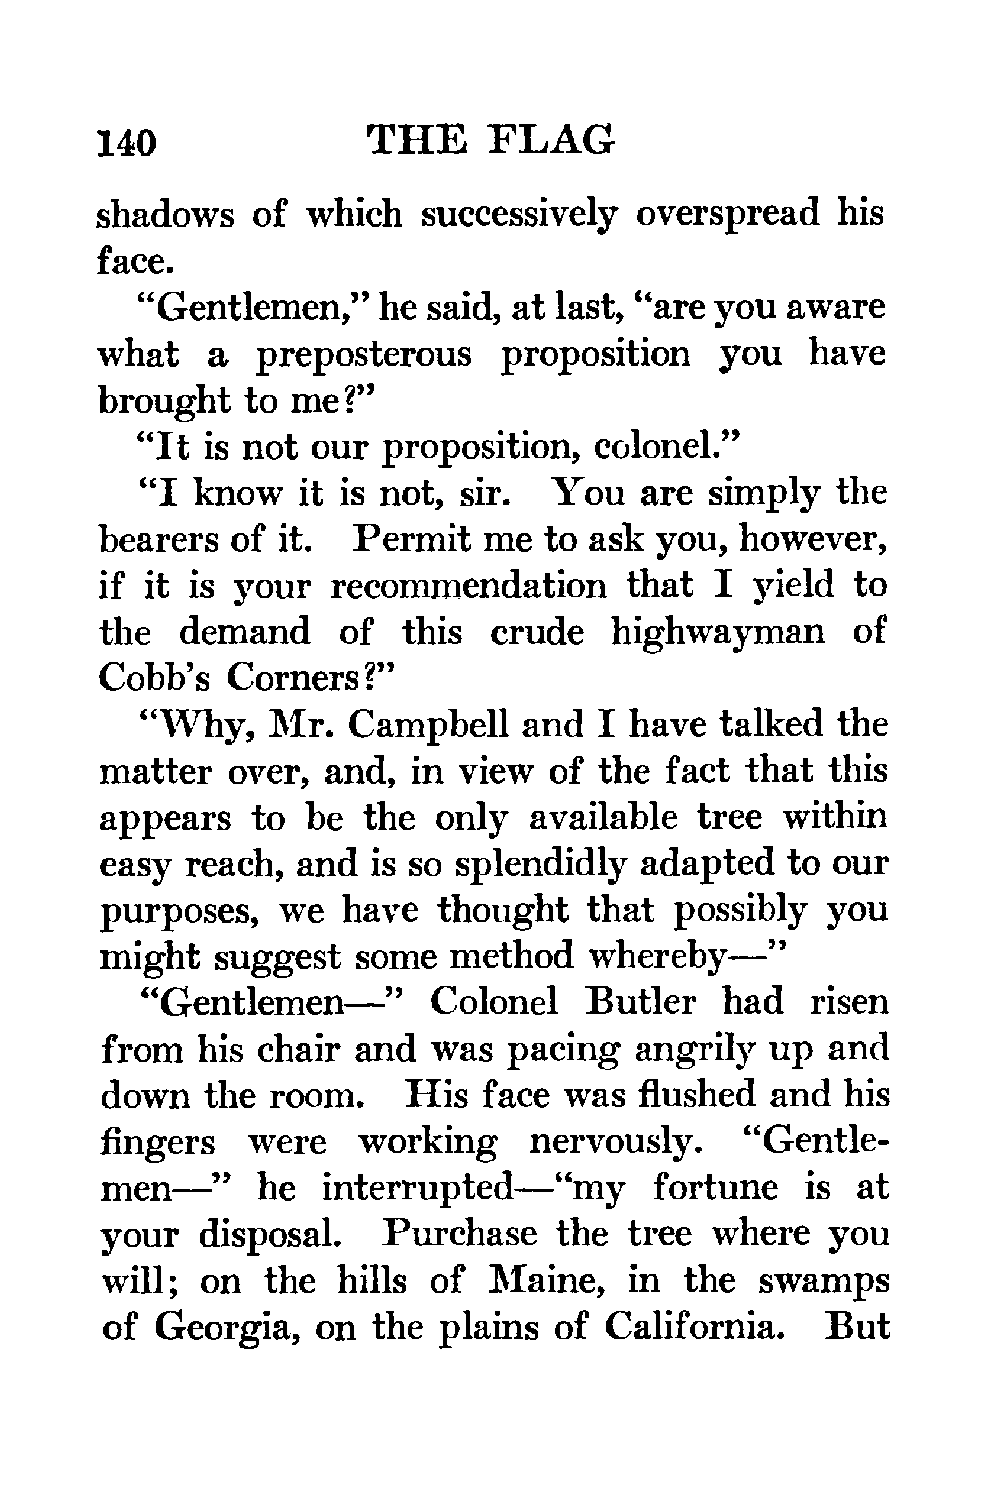 140 THE FLAG
shadows of which successively overspread his
face.
“Gentlemen,” he said, at last, “are you aware
what a preposterous proposition you have
brought to me?”
“It is not our proposition, colonel.”
“I know it is not, sir. You are simply the
bearers of it. Permit me to ask you, however,
if it is your recommendation that I yield to
the demand of this crude highwayman of
Cobb’s Corners?”
“Why, Mr. Campbell and I have talked the
matter over, and, in view of the fact that this
appears to be the only available tree within
easy reach, and is so splendidly adapted to our
purposes, we have thought that possibly you
might suggest some method whereby—”
“Gentlemen—” Colonel Butler had risen
from his chair and was pacing angrily up and
down the room. His face was flushed and his
fingers were working nervously. “Gentle-
men—” he interrupted—“my fortune is at
your disposal. Purchase the tree where you
will; on the hills of Maine, in the swamps
of Georgia, on the plains of California. But